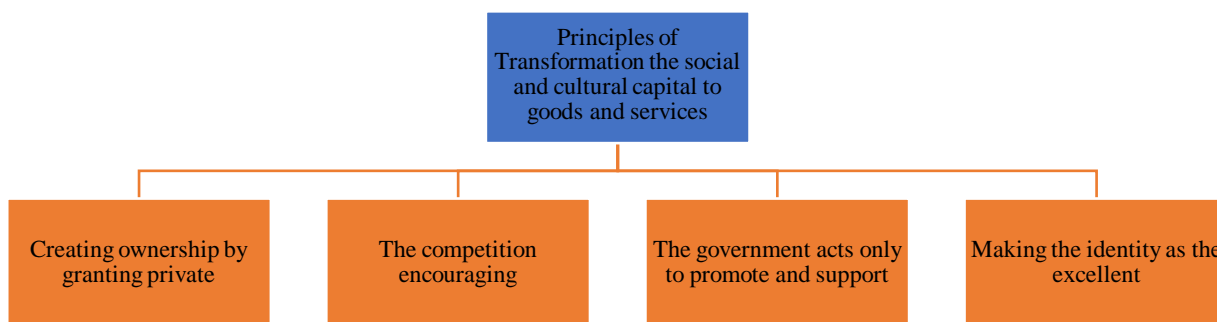 Principles of
Transformation the social
and cultural capital to
goods and services
Creating ownership by
granting private
The competition
encouraging
The government acts only
to promote and support
Making the identity as the
excellent